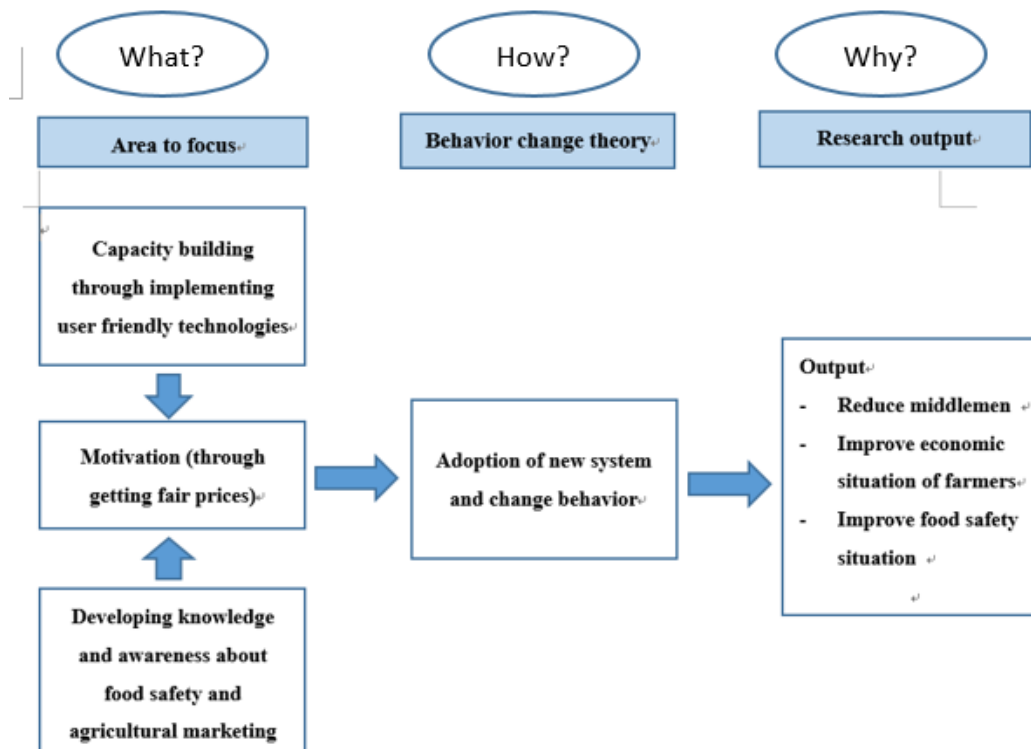 What?
How?
Why?
Area to focus
Behavior change theory
Research output
Capacity building
through implementing
user friendly technologies
Motivation (through
getting fair prices)
Developing knowledge
and awareness about
food safety and
agricultural marketing
Adoption of new system
and change behavior
Output
- Reduce middlemen
- Improve economic
situation of farmers
- Improve food safety
situation